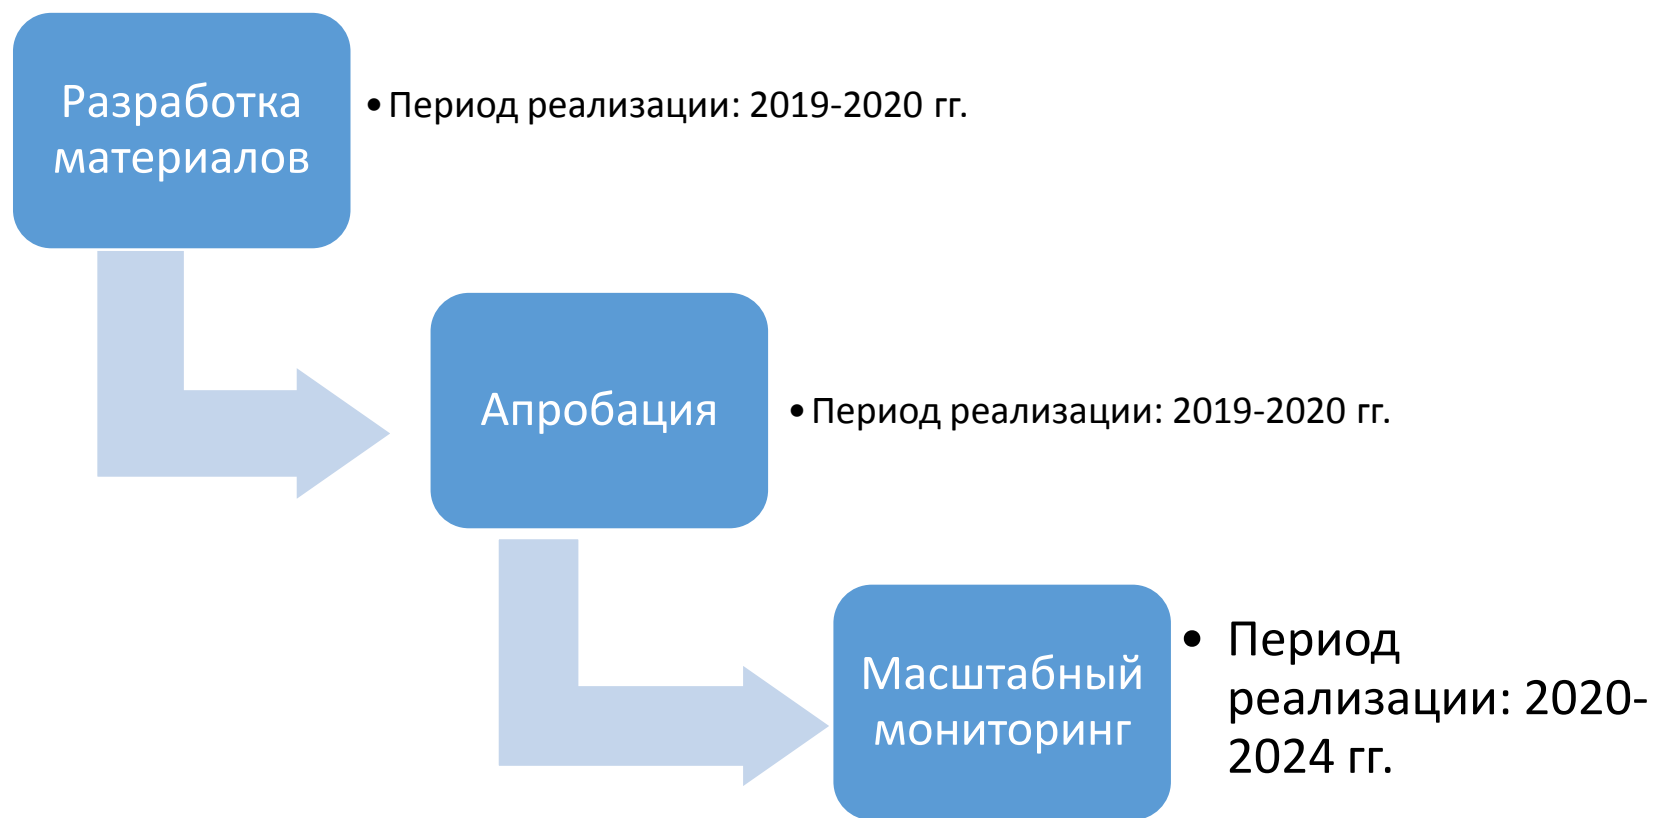 Разработка
материалов
• Период реализации: 2019-2020 гг.
Апробация
• Период реализации: 2019-2020 гг.
Масштабный
мониторинг
• Период
реализации: 2020-
2024 гг.